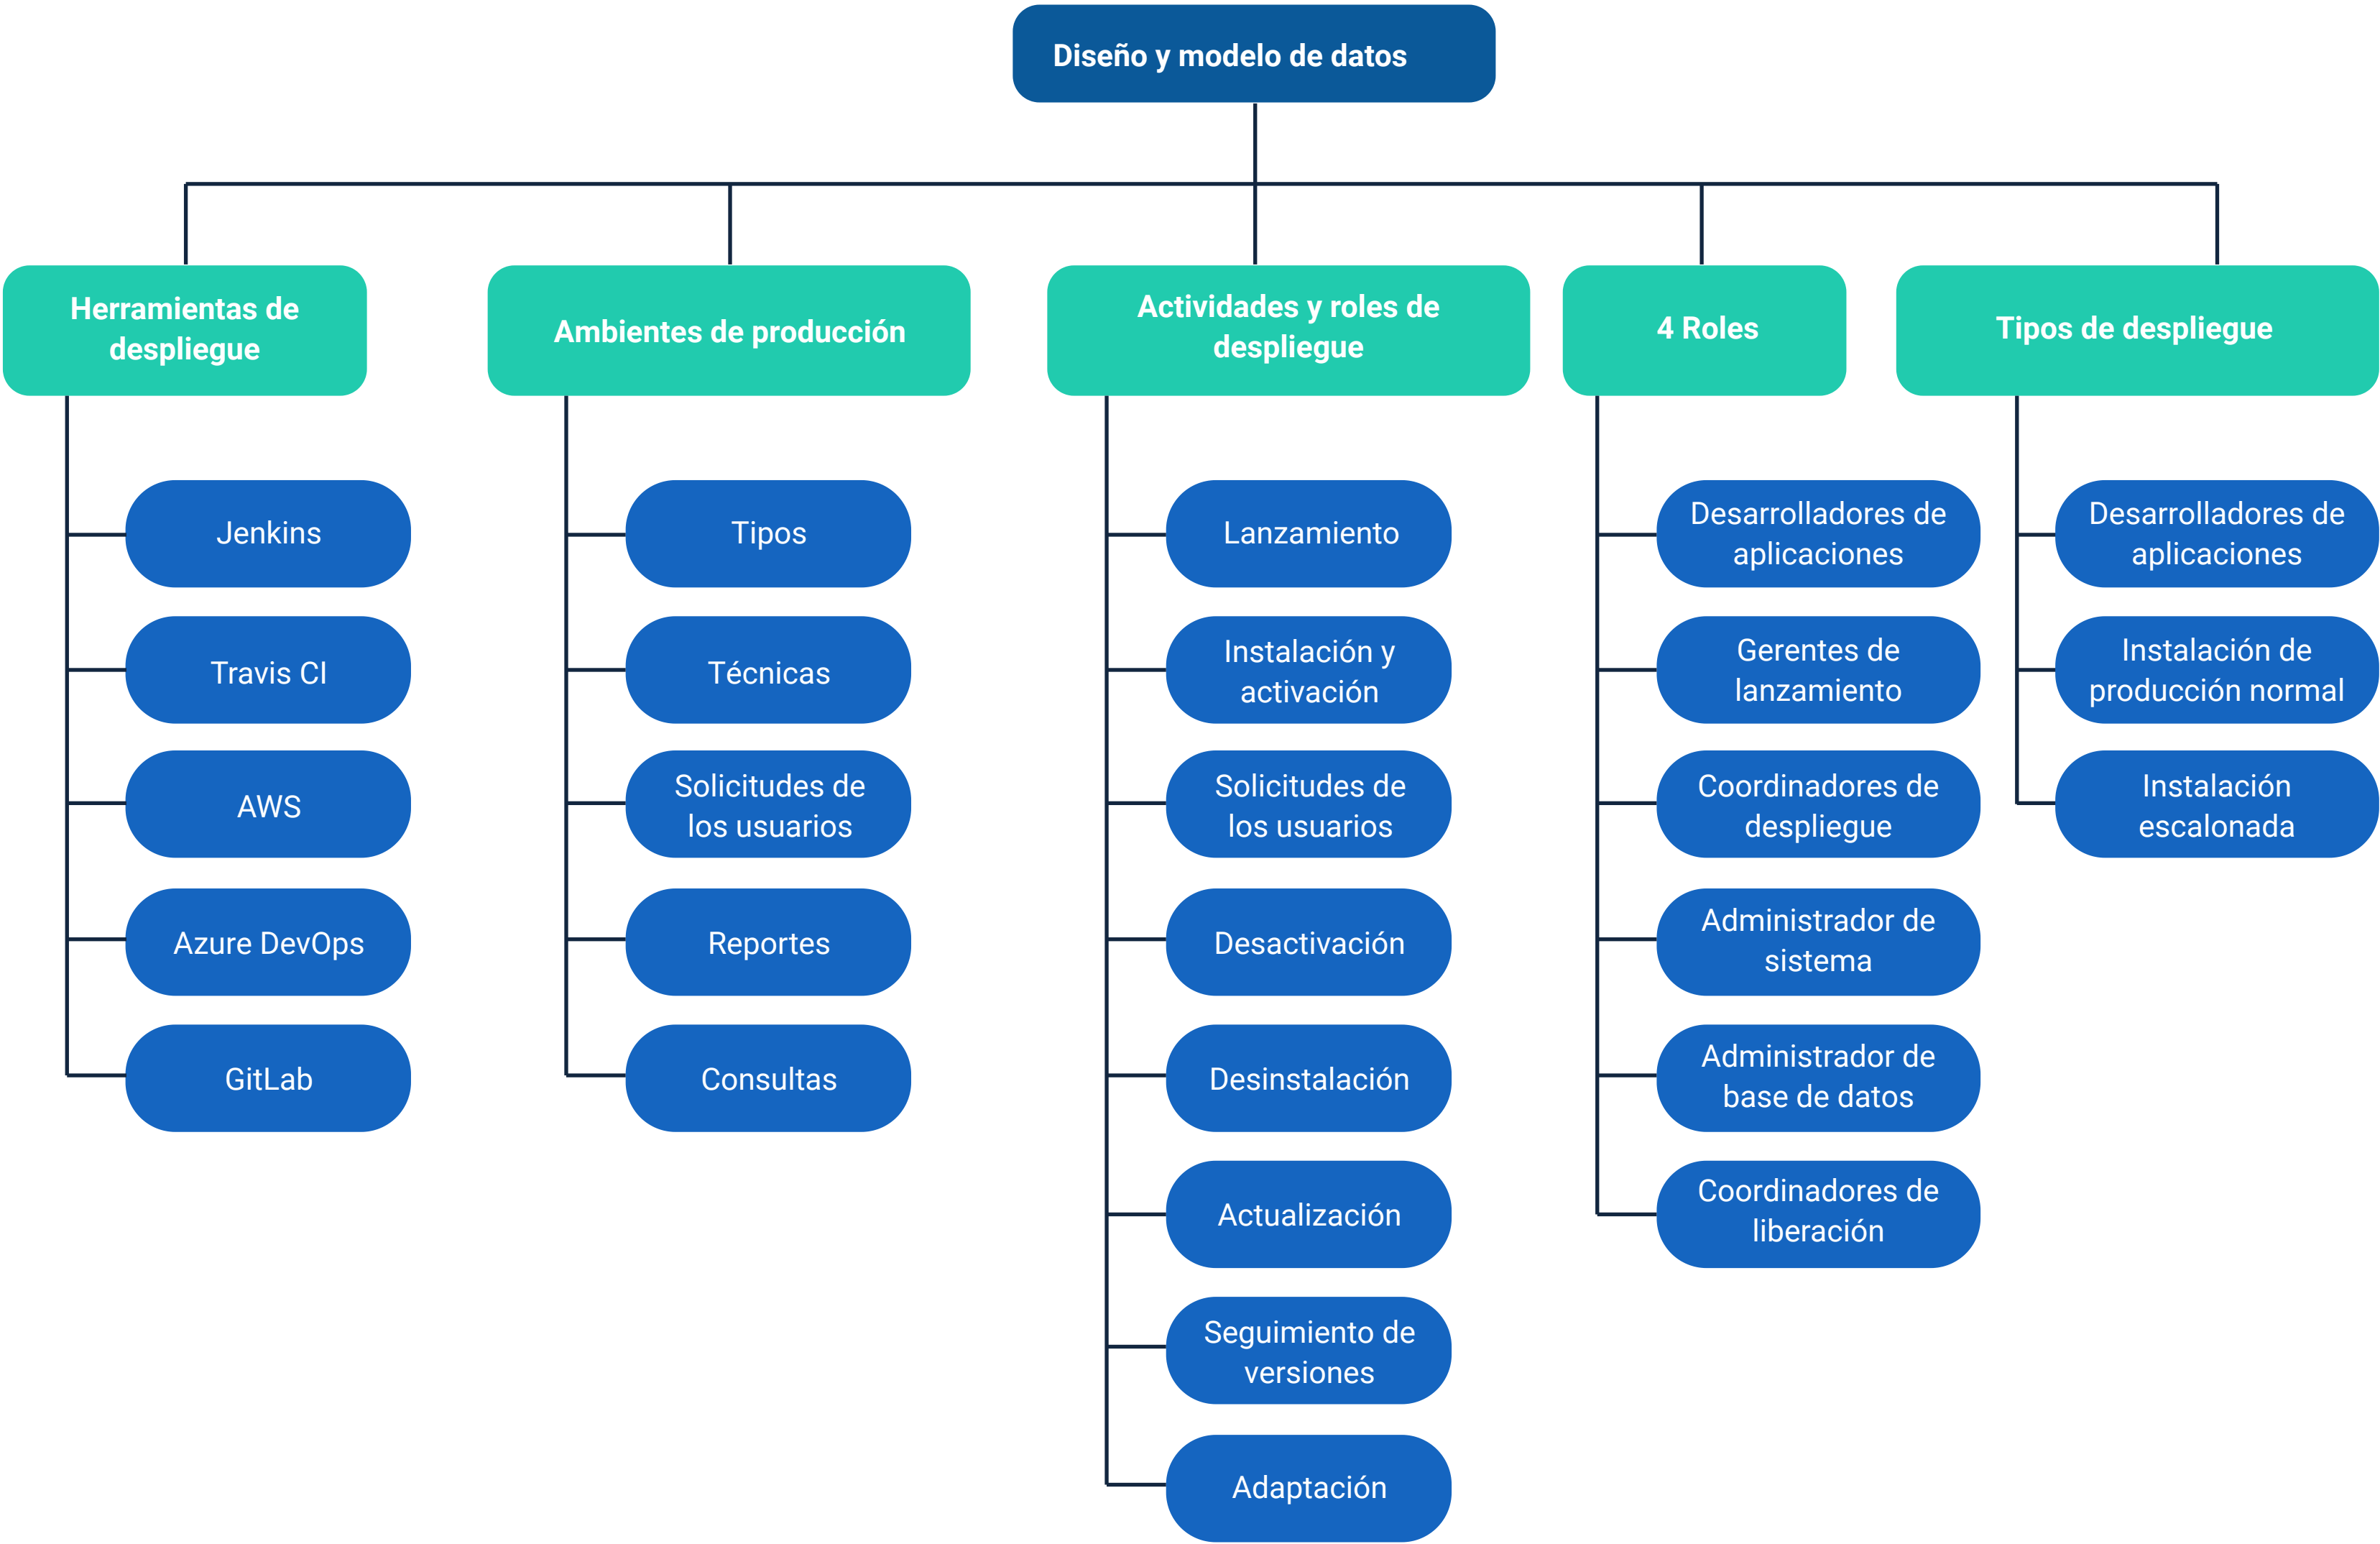 Diseño y modelo de datos
Herramientas de
despliegue
Jenkins
Travis CI
AWS
Azure DevOps
GitLab
Ambientes de producción
Tipos
Técnicas
Solicitudes de
los usuarios
Reportes
Consultas
Actividades y roles de
despliegue
Lanzamiento
Instalación y
activación
Solicitudes de
los usuarios
Desactivación
Desinstalación
Actualización
Seguimiento de
versiones
Adaptación
4 Roles
Desarrolladores de
aplicaciones
Gerentes de
lanzamiento
Coordinadores de
despliegue
Administrador de
sistema
Administrador de
base de datos
Coordinadores de
liberación
Tipos de despliegue
Desarrolladores de
aplicaciones
Instalación de
producción normal
Instalación
escalonada